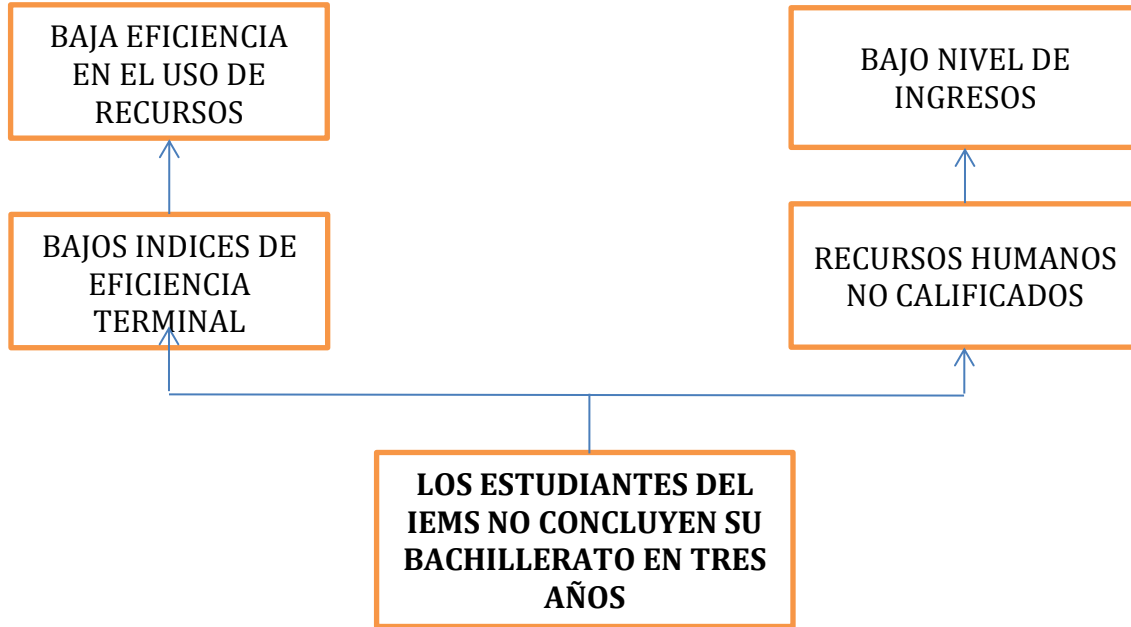 BAJA EFICIENCIA
EN EL USO DE
RECURSOS
BAJO NIVEL DE
INGRESOS
BAJOS INDICES DE
EFICIENCIA
TERMINAL
RECURSOS HUMANOS
NO CALIFICADOS
LOS ESTUDIANTES DEL
IEMS NO CONCLUYEN SU
BACHILLERATO EN TRES
AÑOS